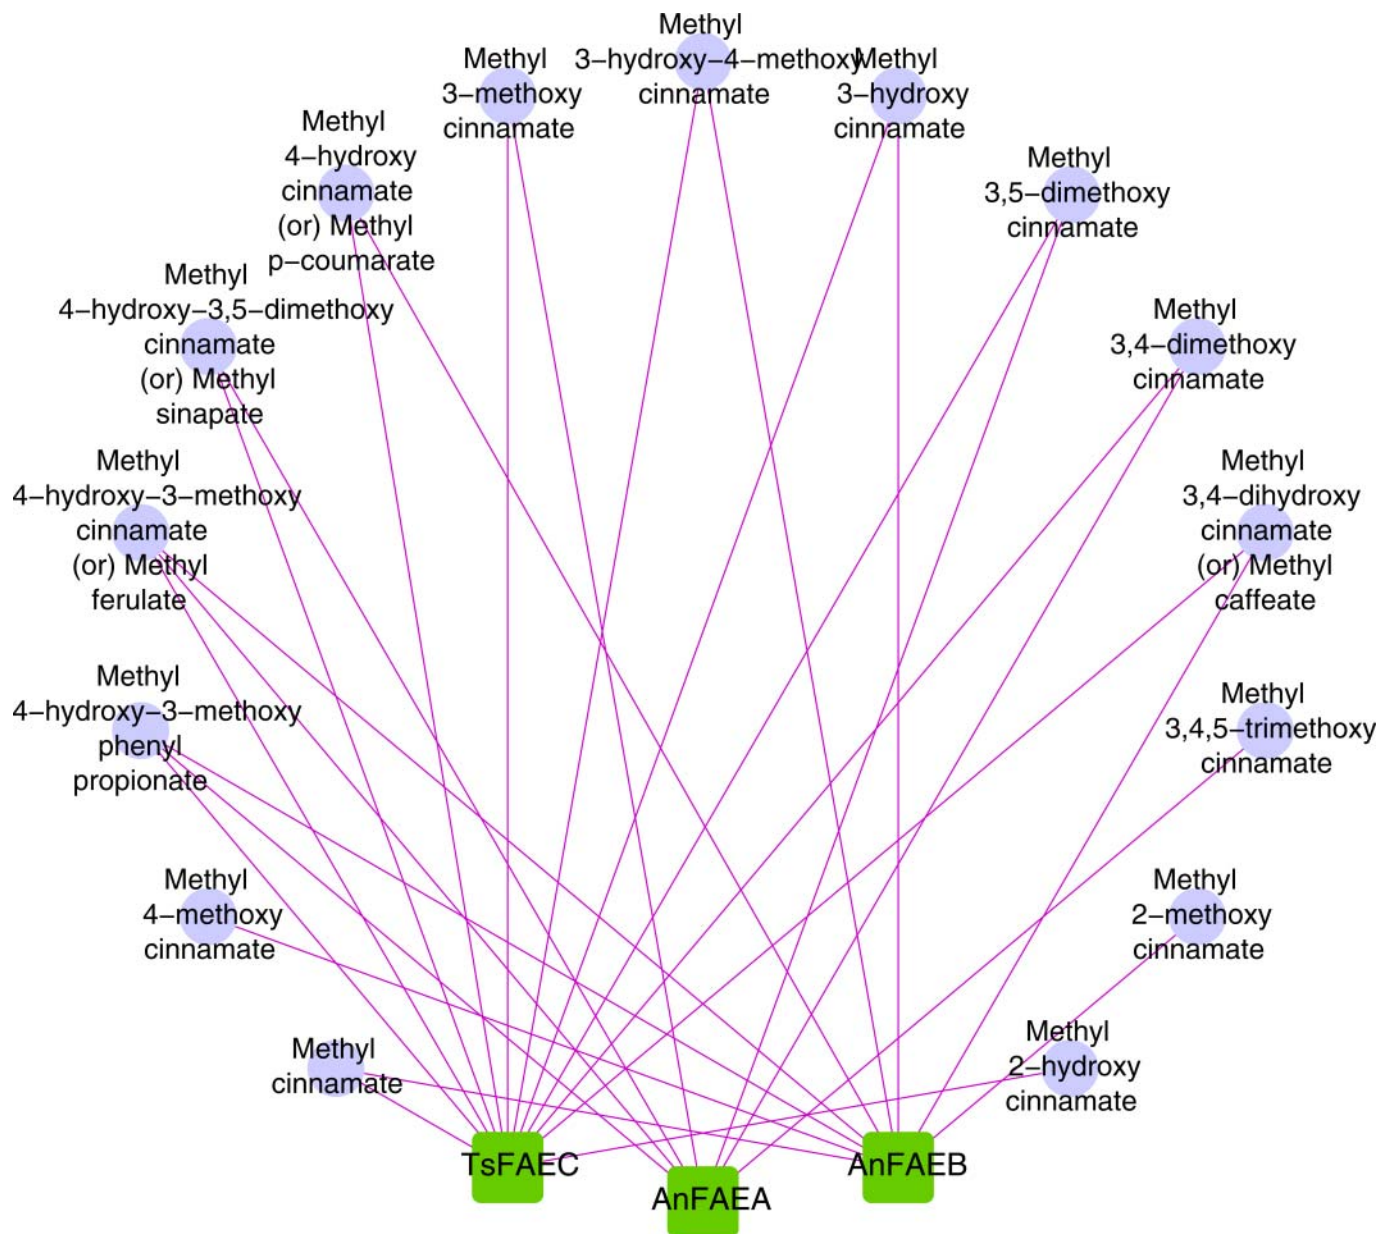 Methyl
3−hydroxy−4−methoxy
cinnamate
Methyl
3−methoxy
cinnamate
Methyl
3−hydroxy
cinnamate
Methyl
4−hydroxy
cinnamate
(or) Methyl
p−coumarate
Methyl
3,5−dimethoxy
cinnamate
Methyl
4−hydroxy−3,5−dimethoxy
cinnamate
(or) Methyl
sinapate
Methyl
3,4−dimethoxy
cinnamate
Methyl
4−hydroxy−3−methoxy
cinnamate
(or) Methyl
ferulate
Methyl
3,4−dihydroxy
cinnamate
(or) Methyl
caffeate
Methyl
4−hydroxy−3−methoxy
phenyl
propionate
Methyl
3,4,5−trimethoxy
cinnamate
Methyl
4−methoxy
cinnamate
Methyl
2−methoxy
cinnamate
Methyl
cinnamate
Methyl
2−hydroxy
cinnamate
TsFAEC
AnFAEA
AnFAEB